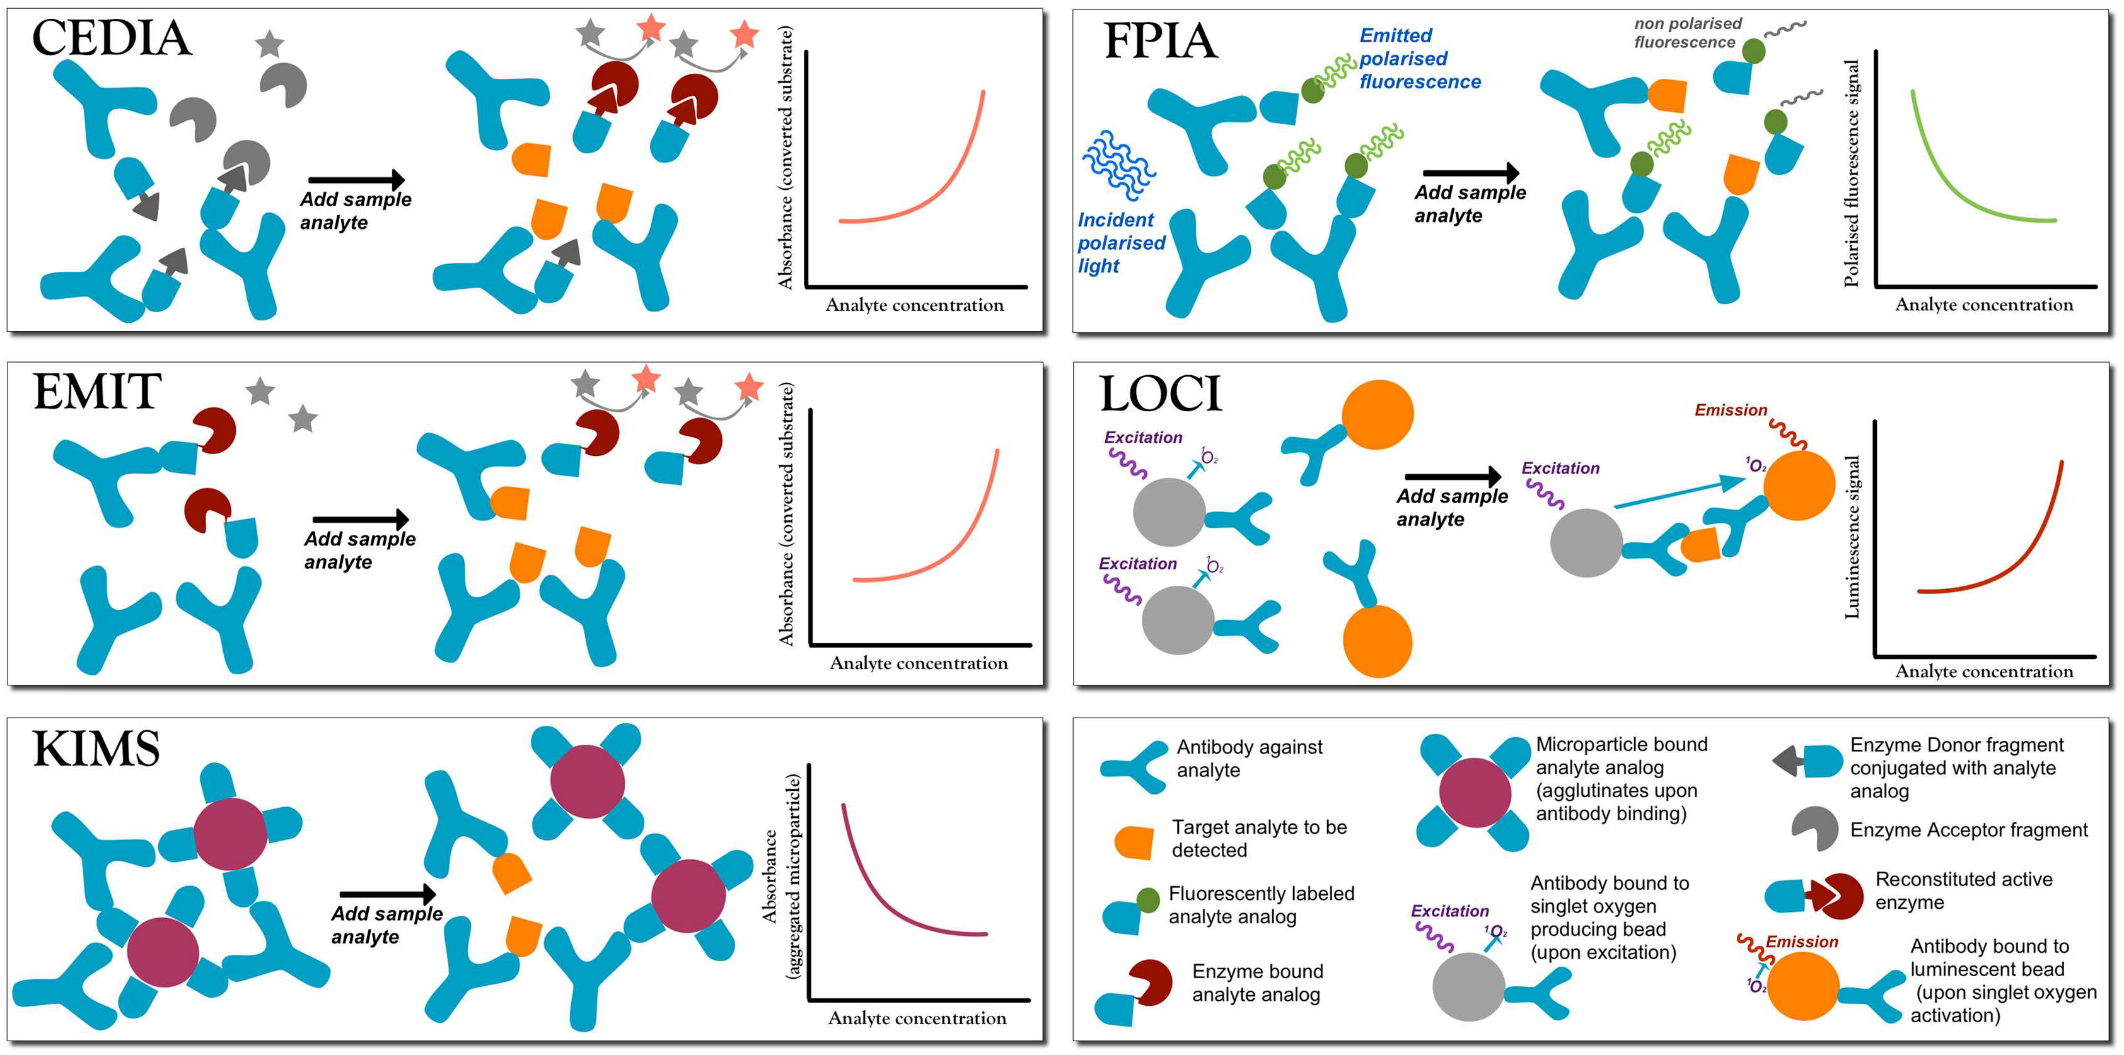 CEDIA
Add sample
analyte
Absorbance (converted substrate)
Analyte concentration
FPIA
Emitted
polarised
fluorescence
Incident
polarised
light
Add sample
analyte
non polarised
fluorescence
Polarised fluorescence signal
Analyte concentration
EMIT
Add sample
analyte
Absorbance (converted substrate)
Analyte concentration
LOCI
Excitation
¹O₂
Excitation
¹O₂
Add sample
analyte
Excitation
¹O₂
Emission
Luminescence signal
Analyte concentration
KIMS
Add sample
analyte
Absorbance
(aggregated microparticle)
Analyte concentration
Antibody against
analyte
Target analyte to be
detected
Fluorescently labeled
analyte analog
Enzyme bound
analyte analog
Microparticle bound
analyte analog
(agglutinates upon
antibody binding)
Excitation
¹O₂
Antibody bound to
singlet oxygen
producing bead
(upon excitation)
Enzyme Donor fragment
conjugated with analyte
analog
Enzyme Acceptor fragment
Reconstituted active
enzyme
Emission
¹O₂
Antibody bound to
luminescent bead
(upon singlet oxygen
activation)